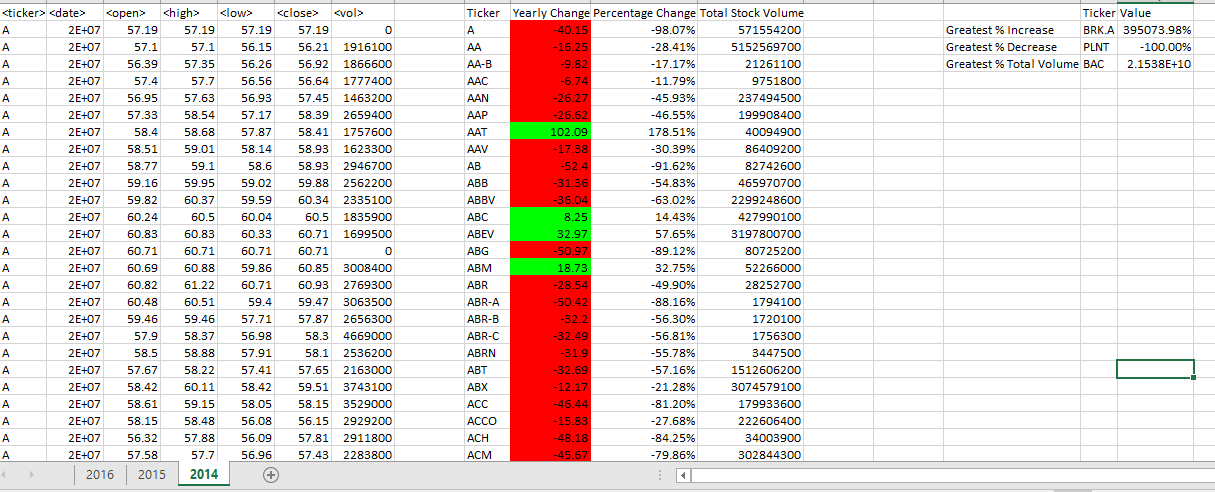 <ticker> <date> <open> <high> <low> <close> <vol> Ticker Yearly Change Percentage Change Total Stock Volume Ticker Value
A 2E+07 57.19 57.19 57.19 57.19 0 A -40.15 -98.07% 571554200 Greatest % Increase BRK.A 395073.98%
A 2E+07 57.1 57.1 56.15 56.21 1916100 AA -16.25 -28.41% 5152569700 Greatest % Decrease PLNT -100.00%
A 2E+07 56.39 57.35 56.26 56.92 1866600 AA-B -9.82 -17.17% 21261100 Greatest % Total Volume BAC 2.1538E+10
A 2E+07 57.4 57.7 56.56 56.64 1777400 AAC -6.74 -11.79% 9751800
A 2E+07 56.95 57.63 56.93 57.45 1463200 AAN -26.27 -45.93% 237494500
A 2E+07 57.33 58.54 57.17 58.39 2659400 AAP -26.62 -46.55% 199908400
A 2E+07 58.4 58.68 57.87 58.41 1757600 AAT 102.09 178.51% 40094900
A 2E+07 58.51 59.01 58.14 58.93 1623300 AAV -17.38 -30.39% 86409200
A 2E+07 58.77 59.1 58.6 58.93 2946700 AB -52.4 -91.62% 82742600
A 2E+07 59.16 59.95 59.02 59.88 2562200 ABB -31.36 -54.83% 465970700
A 2E+07 59.82 60.37 59.59 60.34 2335100 ABBV -36.04 -63.02% 2299248600
A 2E+07 60.24 60.5 60.04 60.5 1835900 ABC 8.25 14.43% 427990100
A 2E+07 60.83 60.83 60.33 60.71 1699500 ABEV 32.97 57.65% 3197800700
A 2E+07 60.71 60.71 60.71 60.71 0 ABG -50.97 -89.12% 80725200
A 2E+07 60.69 60.88 59.86 60.85 3008400 ABM 18.73 32.75% 52266000
A 2E+07 60.82 61.22 60.71 60.93 2769300 ABR -28.54 -49.90% 28252700
A 2E+07 60.48 60.51 59.4 59.47 3063500 ABR-A -50.42 -88.16% 1794100
A 2E+07 59.46 59.46 57.71 57.87 2656300 ABR-B -32.2 -56.30% 1720100
A 2E+07 57.9 58.37 56.98 58.3 4669000 ABR-C -32.49 -56.81% 1756300
A 2E+07 58.5 58.88 57.91 58.1 2536200 ABRN -31.9 -55.78% 3447500
A 2E+07 57.67 58.22 57.41 57.65 2163000 ABT -32.69 -57.16% 1512606200
A 2E+07 58.42 60.11 58.42 59.51 3743100 ABX -12.17 -21.28% 3074579100
A 2E+07 58.61 59.15 58.05 58.15 3529000 ACC -46.44 -81.20% 179933600
A 2E+07 58.15 58.48 56.08 56.15 2929200 ACCO -15.83 -27.68% 222606400
A 2E+07 56.32 57.88 56.09 57.81 2911800 ACH -48.18 -84.25% 34003900
A 2E+07 57.58 57.7 56.96 57.43 2283800 ACM -45.67 -79.86% 302844300
2016 2015 2014